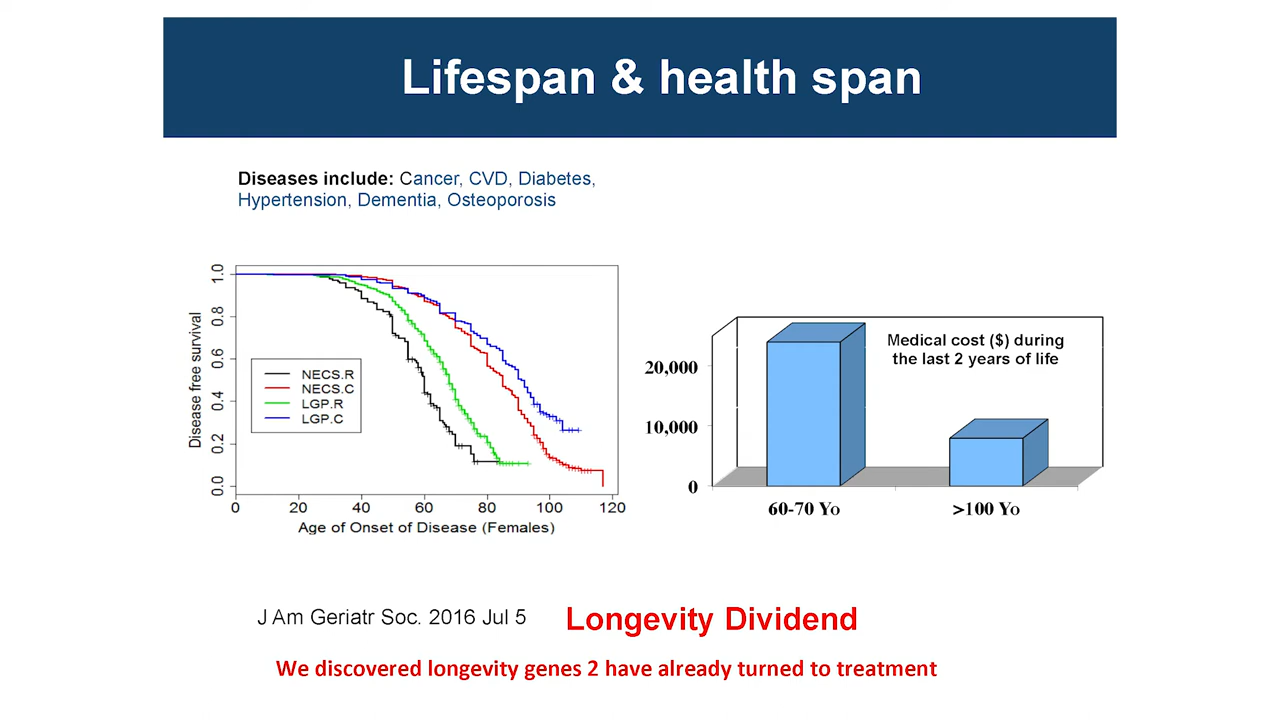 Lifespan & health span
Diseases include: Cancer, CVD, Diabetes,
Hypertension, Dementia, Osteoporosis
Disease free survival
1.0
0.8
0.6
0.4
0.2
0.0
NECS.R
NECS.C
LGP.R
LGP.C
0 20 40 60 80 100 120
Age of Onset of Disease (Females)
Medical cost ($) during
the last 2 years of life
20,000
10,000
0
60-70 YO >100 YO
J Am Geriatr Soc. 2016 Jul 5
Longevity Dividend
We discovered longevity genes 2 have already turned to treatment